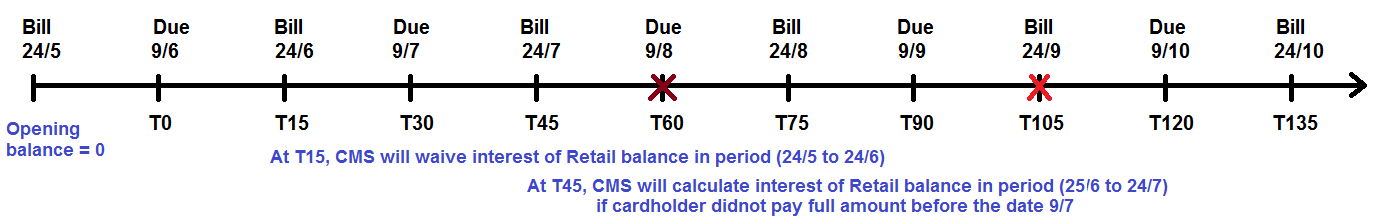 Bill Due Bill Due Bill Due Bill Due Bill Due Bill
24/5 9/6 24/6 9/7 24/7 9/8 24/8 9/9 24/9 9/10 24/10
T0 T15 T30 T45 T60 T75 T90 T105 T120 T135
Opening
balance = 0
At T15, CMS will waive interest of Retail balance in period (24/5 to 24/6)
At T45, CMS will calculate interest of Retail balance in period (25/6 to 24/7)
if cardholder didnot pay full amount before the date 9/7